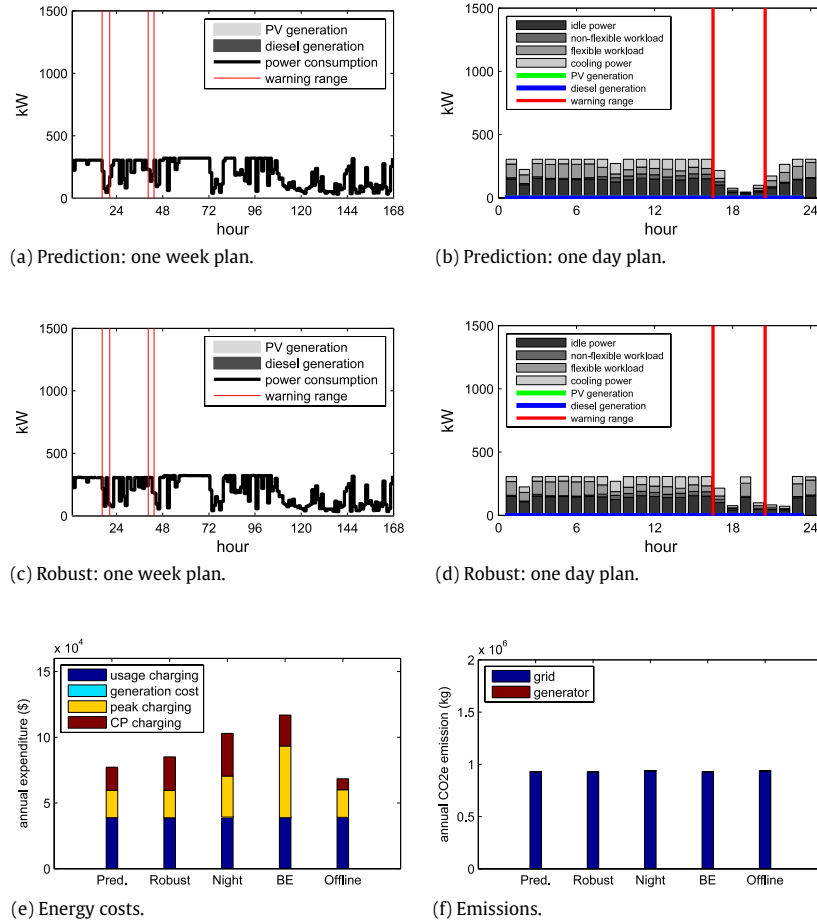 1500
1000
500
0
kW
24 48 72 96 120 144 168
hour
PV generation
diesel generation
power consumption
warning range
(a) Prediction: one week plan.
1500
1000
500
0
kW
0 6 12 18 24
hour
idle power
non-flexible workload
flexible workload
cooling power
PV generation
diesel generation
warning range
(b) Prediction: one day plan.
1500
1000
500
0
kW
24 48 72 96 120 144 168
hour
PV generation
diesel generation
power consumption
warning range
(c) Robust: one week plan.
1500
1000
500
0
kW
0 6 12 18 24
hour
idle power
non-flexible workload
flexible workload
cooling power
PV generation
diesel generation
warning range
(d) Robust: one day plan.
x 10^4
15
10
5
0
annual expenditure ($)
usage charging
generation cost
peak charging
CP charging
Pred. Robust Night BE Offline
(e) Energy costs.
x 10^6
2
1.5
1
0.5
0
annual CO2e emission (kg)
grid
generator
Pred. Robust Night BE Offline
(f) Emissions.